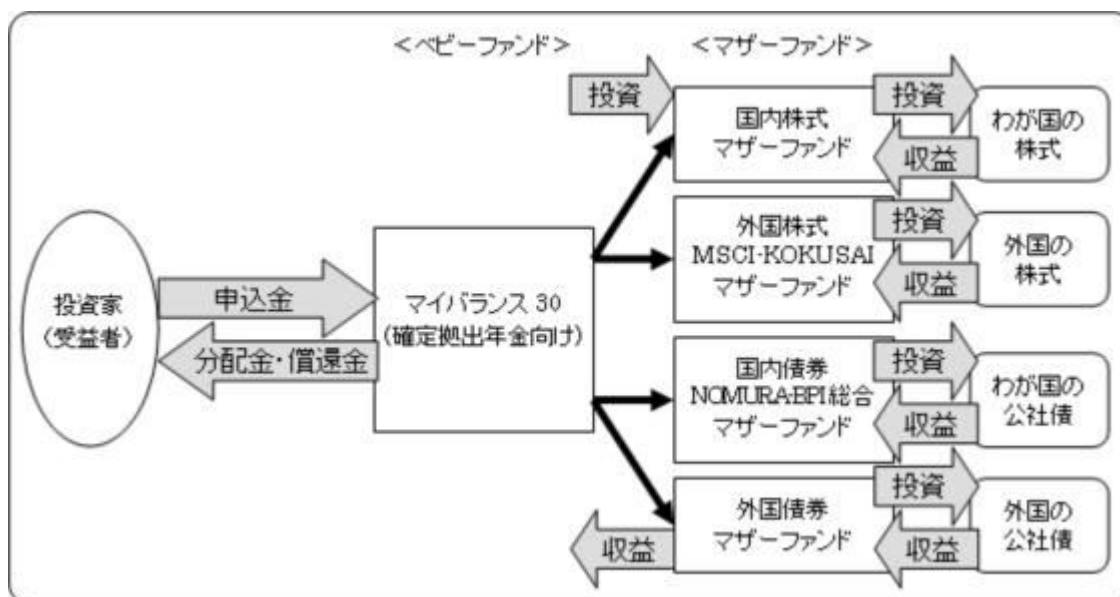 <ベビーファンド>
<マザーファンド>
投資
国内株式
マザーファンド
投資
収益
わが国の
株式
外国株式
MSCI-KOKUSAI
マザーファンド
投資
収益
外国の
株式
投資家
(受益者)
申込金
分配金・償還金
マイバランス30
(確定拠出年金向け)
国内債券
NOMURA-BPI総合
マザーファンド
投資
収益
わが国の
公社債
収益
外国債券
マザーファンド
投資
収益
外国の
公社債